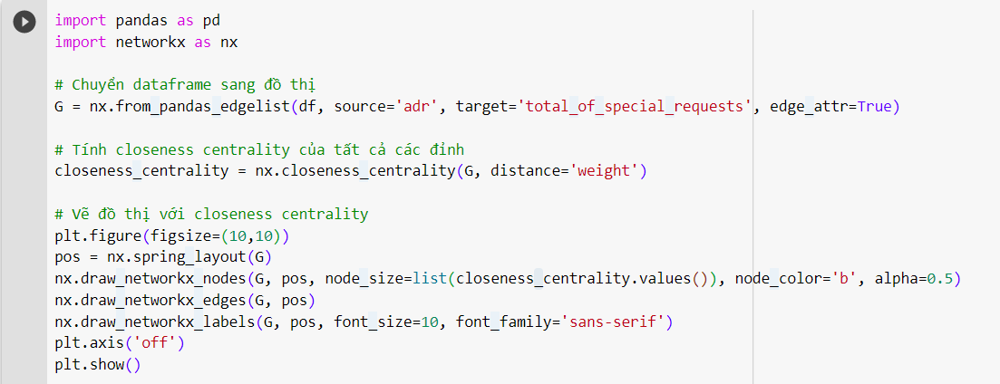 import pandas as pd
import networkx as nx
# Chuyển dataframe sang đồ thị
G = nx.from_pandas_edgelist(df, source='adr', target='total_of_special_requests', edge_attr=True)
# Tính closeness centrality của tất cả các đỉnh
closeness_centrality = nx.closeness_centrality(G, distance='weight')
# Vẽ đồ thị với closeness centrality
plt.figure(figsize=(10,10))
pos = nx.spring_layout(G)
nx.draw_networkx_nodes(G, pos, node_size=list(closeness_centrality.values()), node_color='b', alpha=0.5)
nx.draw_networkx_edges(G, pos)
nx.draw_networkx_labels(G, pos, font_size=10, font_family='sans-serif')
plt.axis('off')
plt.show()